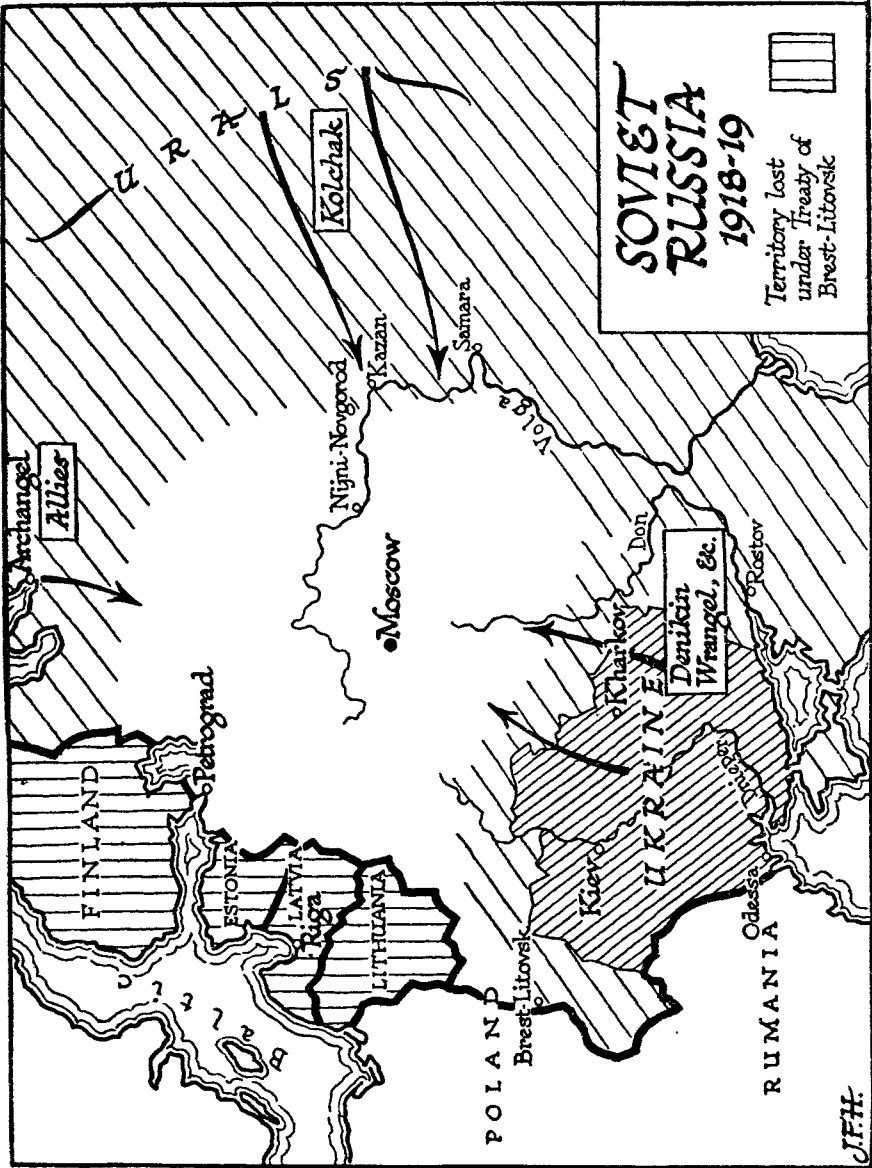 SOVIET
RUSSIA
1918-19
Territory lost
under Treaty of
Brest-Litovsk
URALS
Kolchak
Archangel
Allies
Nijni-Novgorod
Kazan
Samara
Volga
Moscow
Petrograd
FINLAND
ESTONIA
LATVIA
Riga
LITHUANIA
Baltic
POLAND
Brest-Litovsk
Kiev
UKRAINE
Kharkov
Don
Denikin
Wrangel, &c.
Rostov
Dnieper
Odessa
RUMANIA
J.F.H.